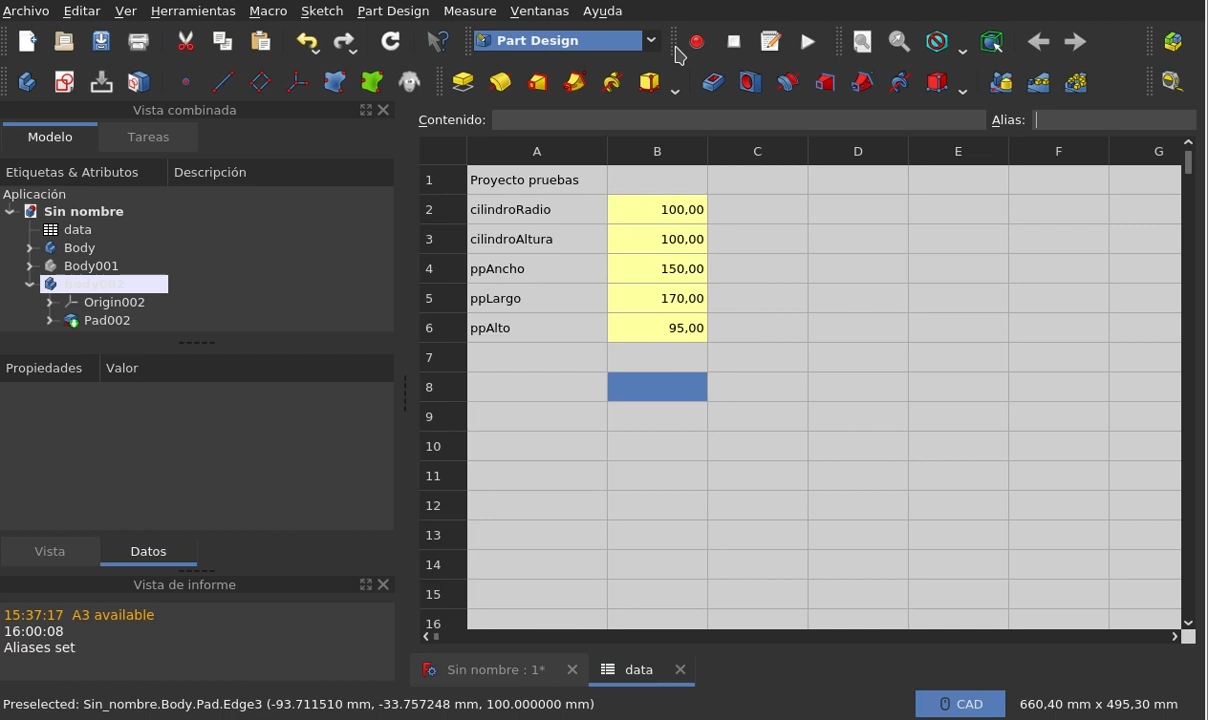 Archivo Editar Ver Herramientas Macro Sketch Part Design Measure Ventanas Ayuda
Part Design
Vista combinada
Modelo Tareas
Etiquetas & Atributos Descripción
Aplicación
Sin nombre
data
Body
Body001
Body002
Origin002
Pad002
Propiedades Valor
Vista Datos
Vista de informe
15:37:17 A3 available
16:00:08
Aliases set
Contenido: Alias:
A B C D E F G
1 Proyecto pruebas
2 cilindroRadio 100,00
3 cilindroAltura 100,00
4 ppAncho 150,00
5 ppLargo 170,00
6 ppAlto 95,00
7
8
9
10
11
12
13
14
15
16
Sin nombre : 1* data
Preselected: Sin_nombre.Body.Pad.Edge3 (-93.711510 mm, -33.757248 mm, 100.000000 mm) CAD 660,40 mm x 495,30 mm